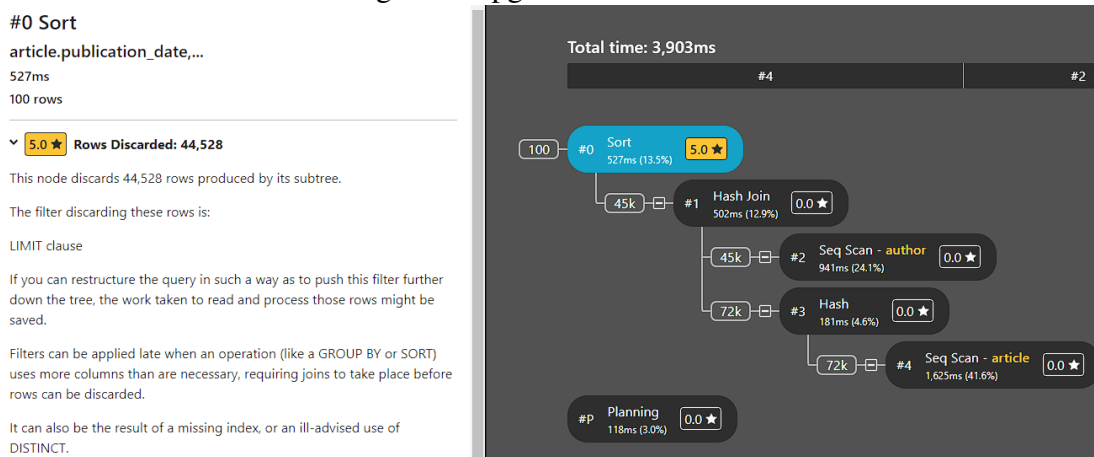 #0 Sort
article.publication_date,...
527ms
100 rows
5.0 ★ Rows Discarded: 44,528
This node discards 44,528 rows produced by its subtree.
The filter discarding these rows is:
LIMIT clause
If you can restructure the query in such a way as to push this filter further
down the tree, the work taken to read and process those rows might be
saved.
Filters can be applied late when an operation (like a GROUP BY or SORT)
uses more columns than are necessary, requiring joins to take place before
rows can be discarded.
It can also be the result of a missing index, or an ill-advised use of
DISTINCT.
Total time: 3,903ms
#4 #2
100 #0 Sort 5.0 ★
527ms (13.5%)
45k #1 Hash Join 0.0 ★
502ms (12.9%)
45k #2 Seq Scan - author 0.0 ★
941ms (24.1%)
72k #3 Hash 0.0 ★
181ms (4.6%)
72k #4 Seq Scan - article 0.0 ★
1,625ms (41.6%)
#P Planning 0.0 ★
118ms (3.0%)